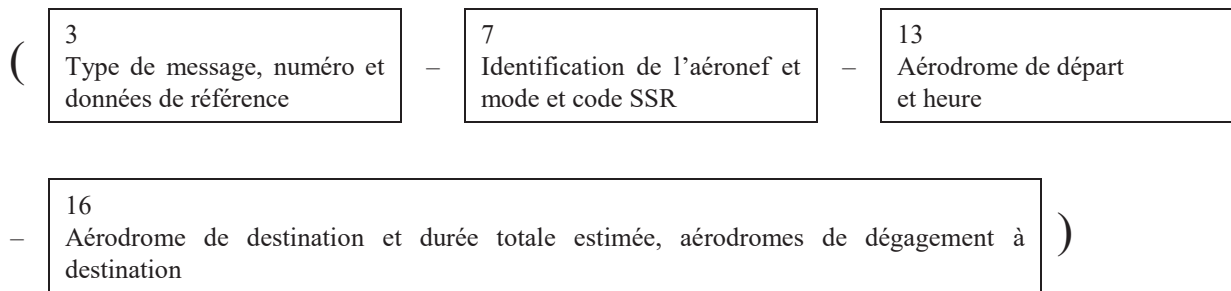 3
( Type de message, numéro et
données de référence
–
7
Identification de l’aéronef et
mode et code SSR
–
13
Aérodrome de départ
et heure
16
– Aérodrome de destination et durée totale estimée, aérodromes de dégagement à )
destination